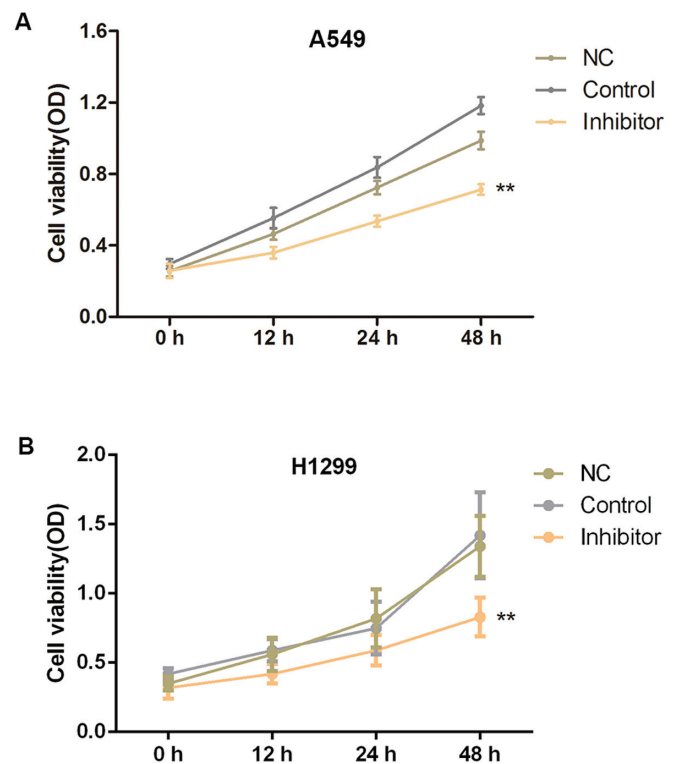 A
A549
1.6
1.2
0.8
0.4
0.0
Cell viability(OD)
0 h 12 h 24 h 48 h
**
NC
Control
Inhibitor
B
H1299
2.0
1.5
1.0
0.5
0.0
Cell viability(OD)
0 h 12 h 24 h 48 h
**
NC
Control
Inhibitor